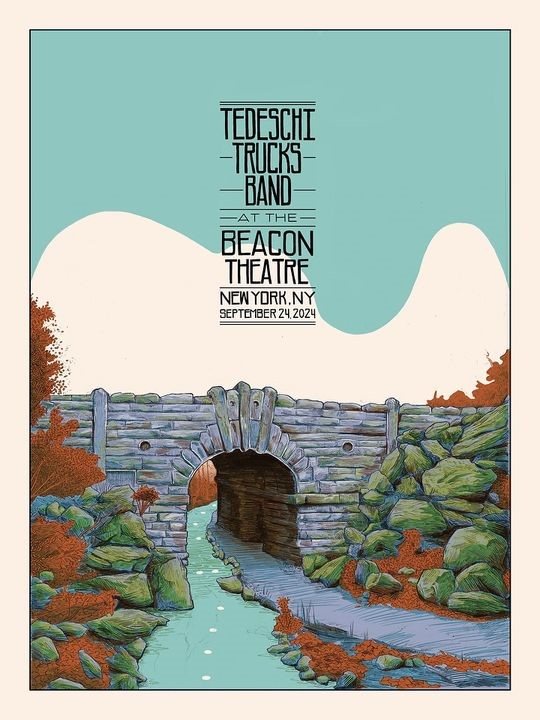 TEDESCHI
TRUCKS
BAND
AT THE
BEACON
THEATRE
NEW YORK, NY
SEPTEMBER 24, 2024